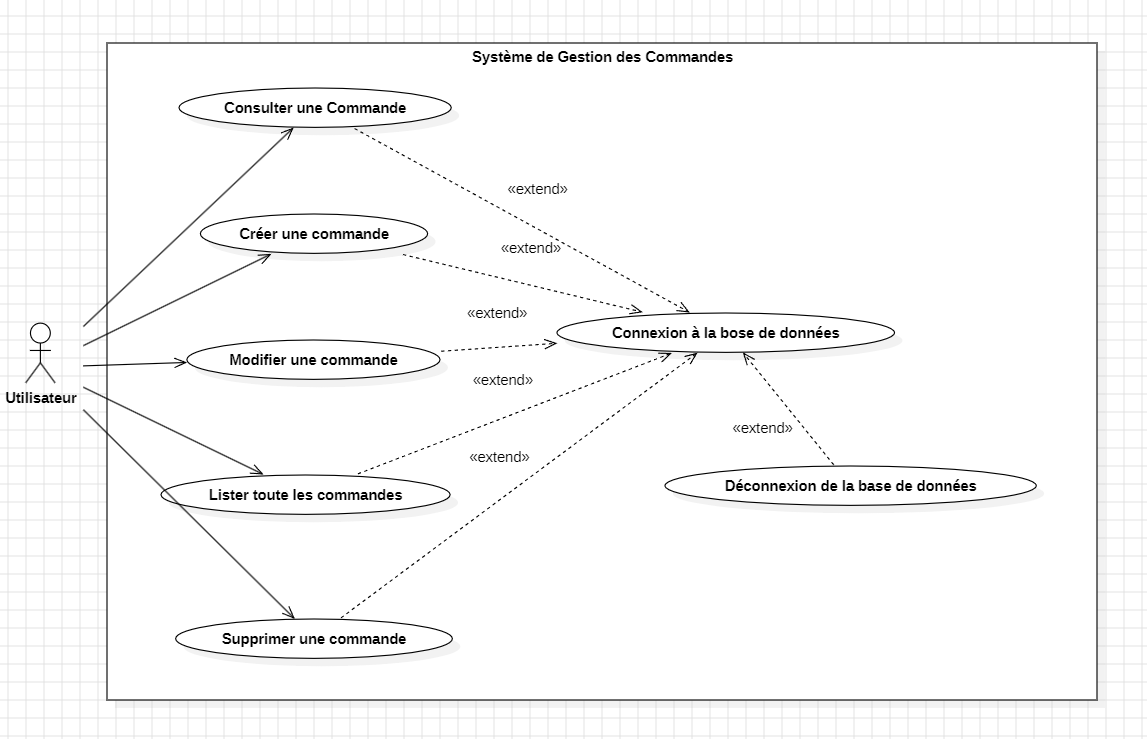 Système de Gestion des Commandes
Consulter une Commande
«extend»
Créer une commande
«extend»
«extend»
Connexion à la bose de données
Modifier une commande
«extend»
Utilisateur
«extend»
«extend»
Déconnexion de la base de données
Lister toute les commandes
Supprimer une commande